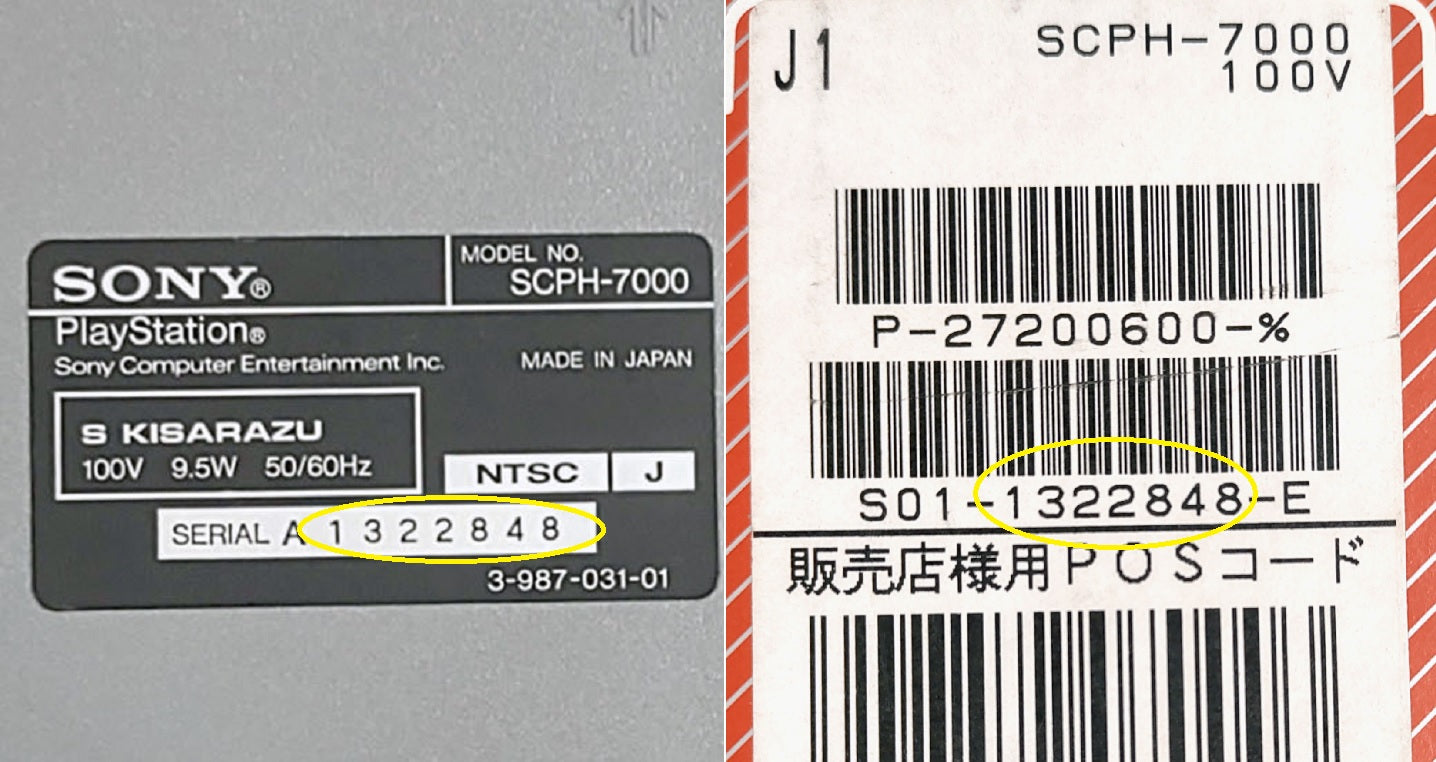 SONY®
MODEL NO.
SCPH-7000
PlayStation®
Sony Computer Entertainment Inc.
MADE IN JAPAN
S KISARAZU
100V 9.5W 50/60Hz
NTSC J
SERIAL A 1322848
3-987-031-01
J1
SCPH-7000
100V
P-27200600-%
S01-1322848-E
販売店様用POSコード